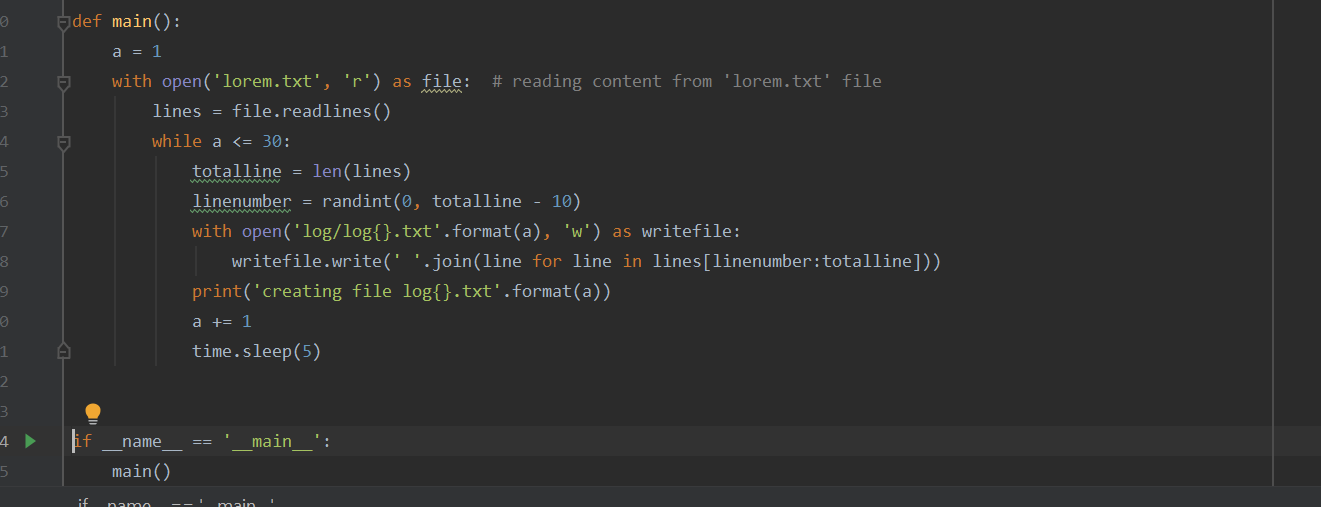 0 def main():
1 a = 1
2 with open('lorem.txt', 'r') as file:  # reading content from 'lorem.txt' file
3 lines = file.readlines()
4 while a <= 30:
5 totalline = len(lines)
6 linenumber = randint(0, totalline - 10)
7 with open('log/log{}.txt'.format(a), 'w') as writefile:
8 writefile.write(' '.join(line for line in lines[linenumber:totalline]))
9 print('creating file log{}.txt'.format(a))
0 a += 1
1 time.sleep(5)
2
3
4 if __name__ == '__main__':
5 main()
if __name__ == '__main__'